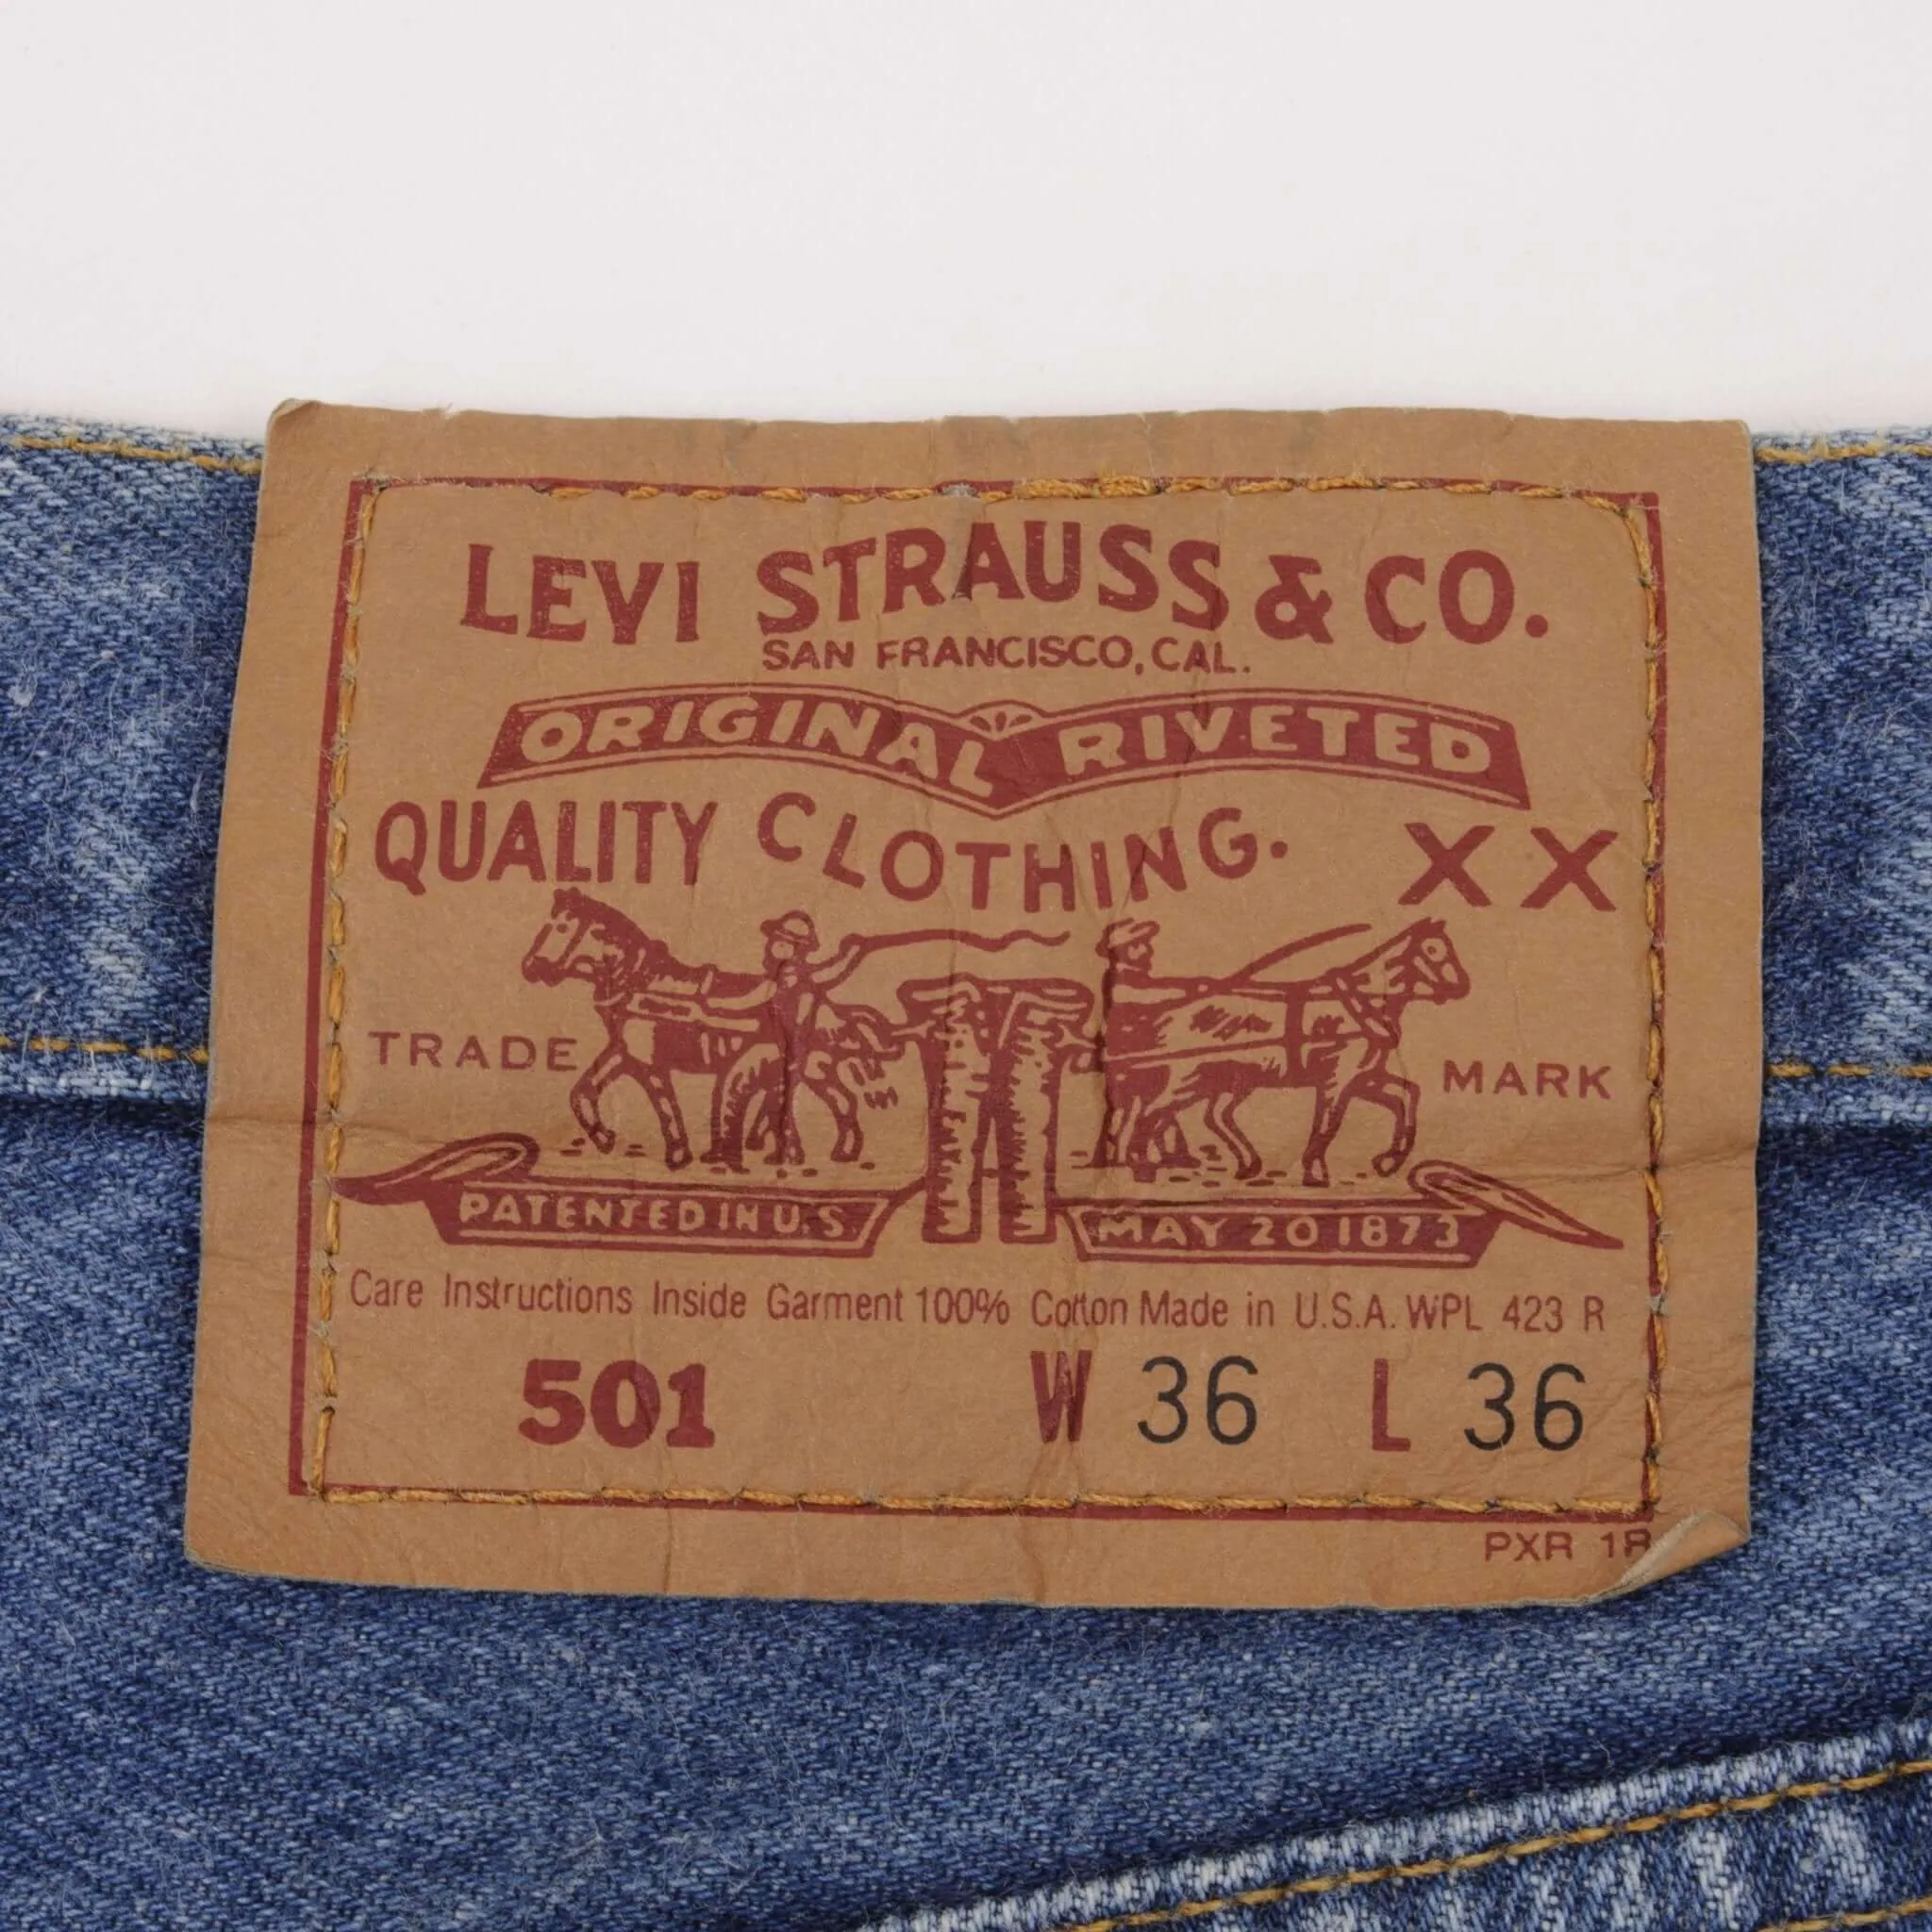 LEVI STRAUSS & CO.
SAN FRANCISCO, CAL.
ORIGINAL RIVETED
QUALITY CLOTHING. XX
TRADE MARK
PATENTED IN U.S. MAY 20 1873
Care Instructions Inside Garment 100% Cotton Made in U.S.A. WPL 423 R
501 W 36 L 36
PXR 1R